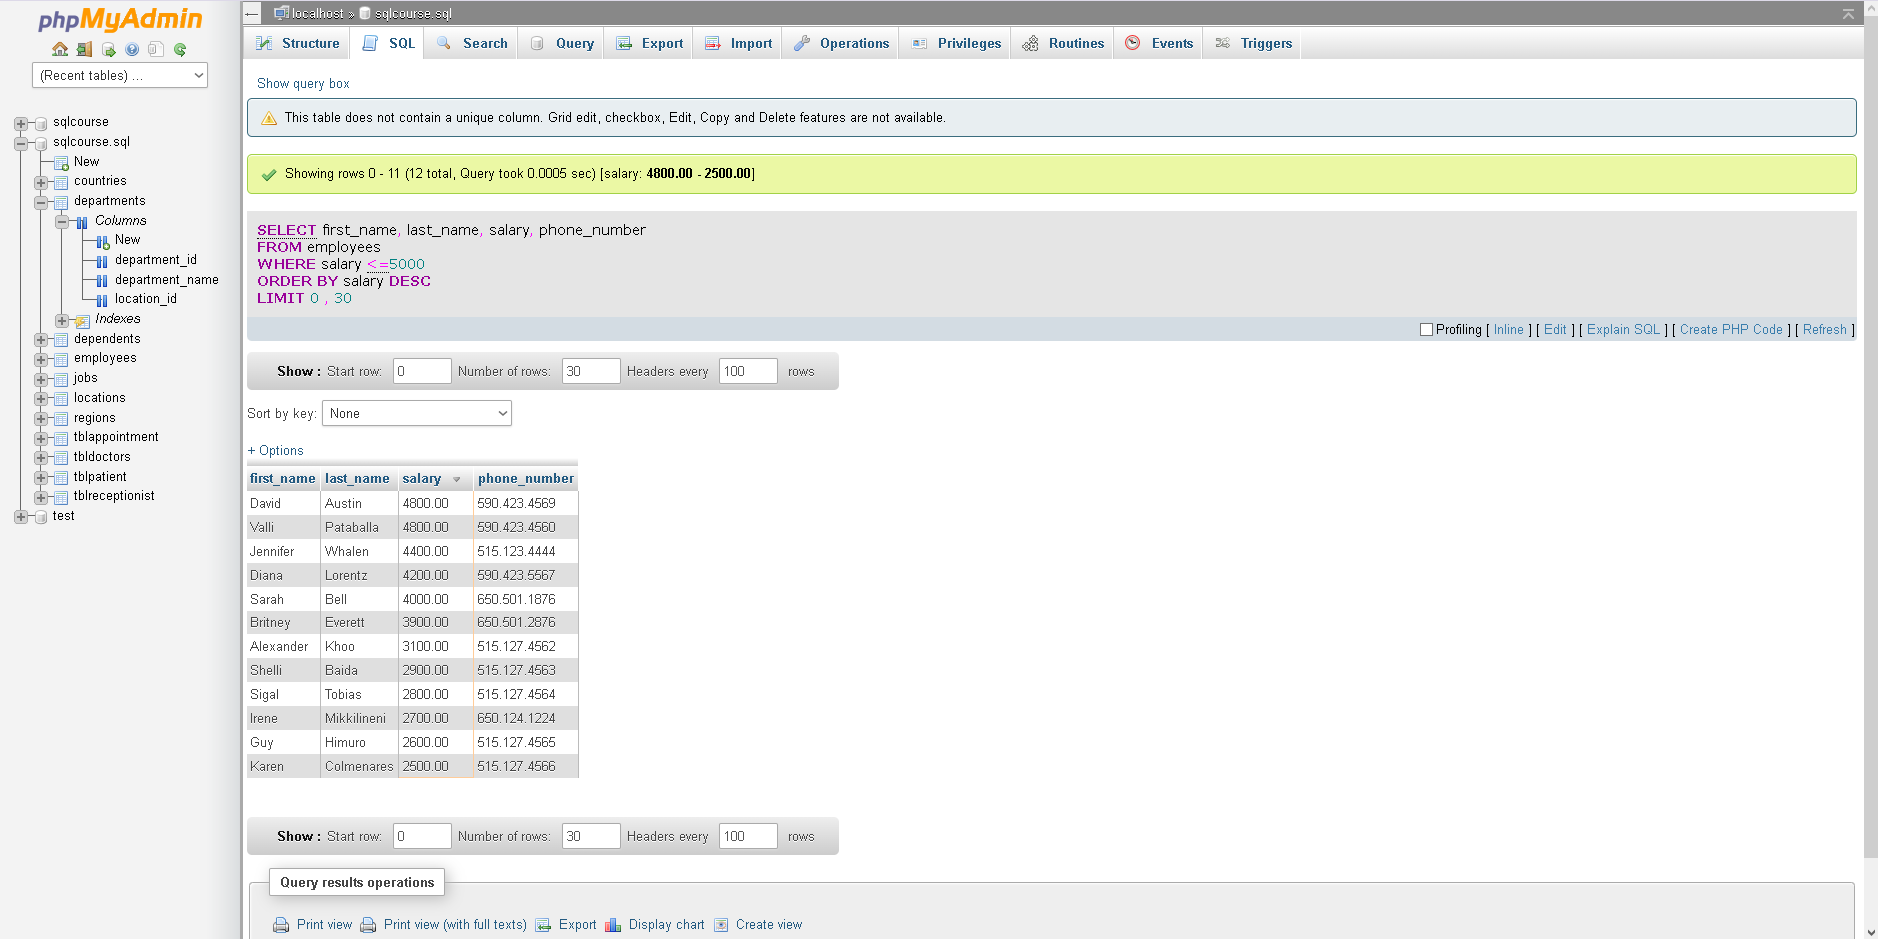 phpMyAdmin
(Recent tables) ...
sqlcourse
sqlcourse.sql
New
countries
departments
Columns
New
department_id
department_name
location_id
Indexes
dependents
employees
jobs
locations
regions
tblappointment
tbldoctors
tblpatient
tblreceptionist
test
localhost » sqlcourse.sql
Structure SQL Search Query Export Import Operations Privileges Routines Events Triggers
Show query box
This table does not contain a unique column. Grid edit, checkbox, Edit, Copy and Delete features are not available.
Showing rows 0 - 11 (12 total, Query took 0.0005 sec) [salary: 4800.00 - 2500.00]
SELECT first_name, last_name, salary, phone_number
FROM employees
WHERE salary <=5000
ORDER BY salary DESC
LIMIT 0 , 30
Profiling [ Inline ] [ Edit ] [ Explain SQL ] [ Create PHP Code ] [ Refresh ]
Show : Start row: 0 Number of rows: 30 Headers every 100 rows
Sort by key: None
+ Options
first_name last_name salary phone_number
David Austin 4800.00 590.423.4569
Valli Pataballa 4800.00 590.423.4560
Jennifer Whalen 4400.00 515.123.4444
Diana Lorentz 4200.00 590.423.5567
Sarah Bell 4000.00 650.501.1876
Britney Everett 3900.00 650.501.2876
Alexander Khoo 3100.00 515.127.4562
Shelli Baida 2900.00 515.127.4563
Sigal Tobias 2800.00 515.127.4564
Irene Mikkilineni 2700.00 650.124.1224
Guy Himuro 2600.00 515.127.4565
Karen Colmenares 2500.00 515.127.4566
Show : Start row: 0 Number of rows: 30 Headers every 100 rows
Query results operations
Print view Print view (with full texts) Export Display chart Create view